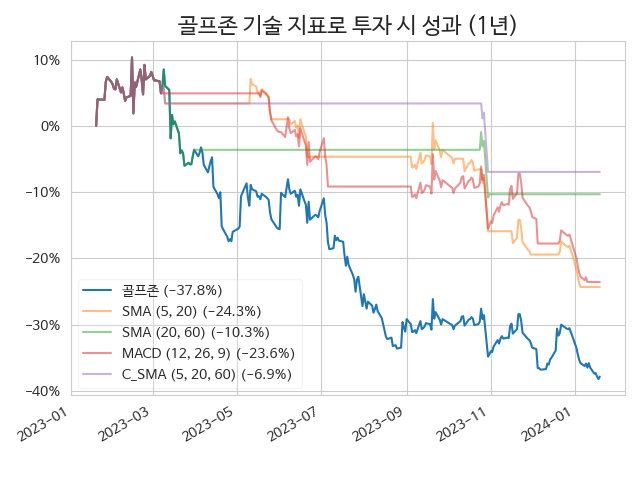 골프존 기술 지표로 투자 시 성과 (1년)
10%
0%
−10%
−20%
−30%
−40%
골프존 (−37.8%)
SMA (5, 20) (−24.3%)
SMA (20, 60) (−10.3%)
MACD (12, 26, 9) (−23.6%)
C_SMA (5, 20, 60) (−6.9%)
2023−01
2023−03
2023−05
2023−07
2023−09
2023−11
2024−01